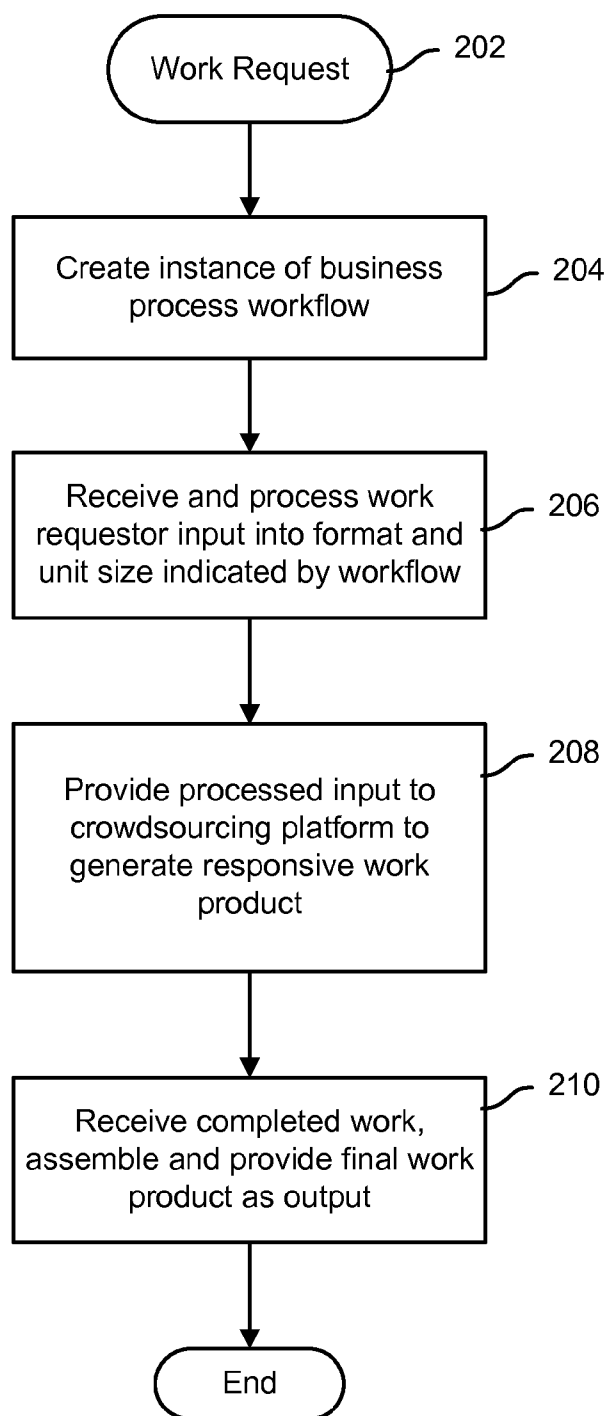 Work Request
202
Create instance of business
process workflow
204
Receive and process work
requestor input into format and
unit size indicated by workflow
206
Provide processed input to
crowdsourcing platform to
generate responsive work
product
208
Receive completed work,
assemble and provide final work
product as output
210
End